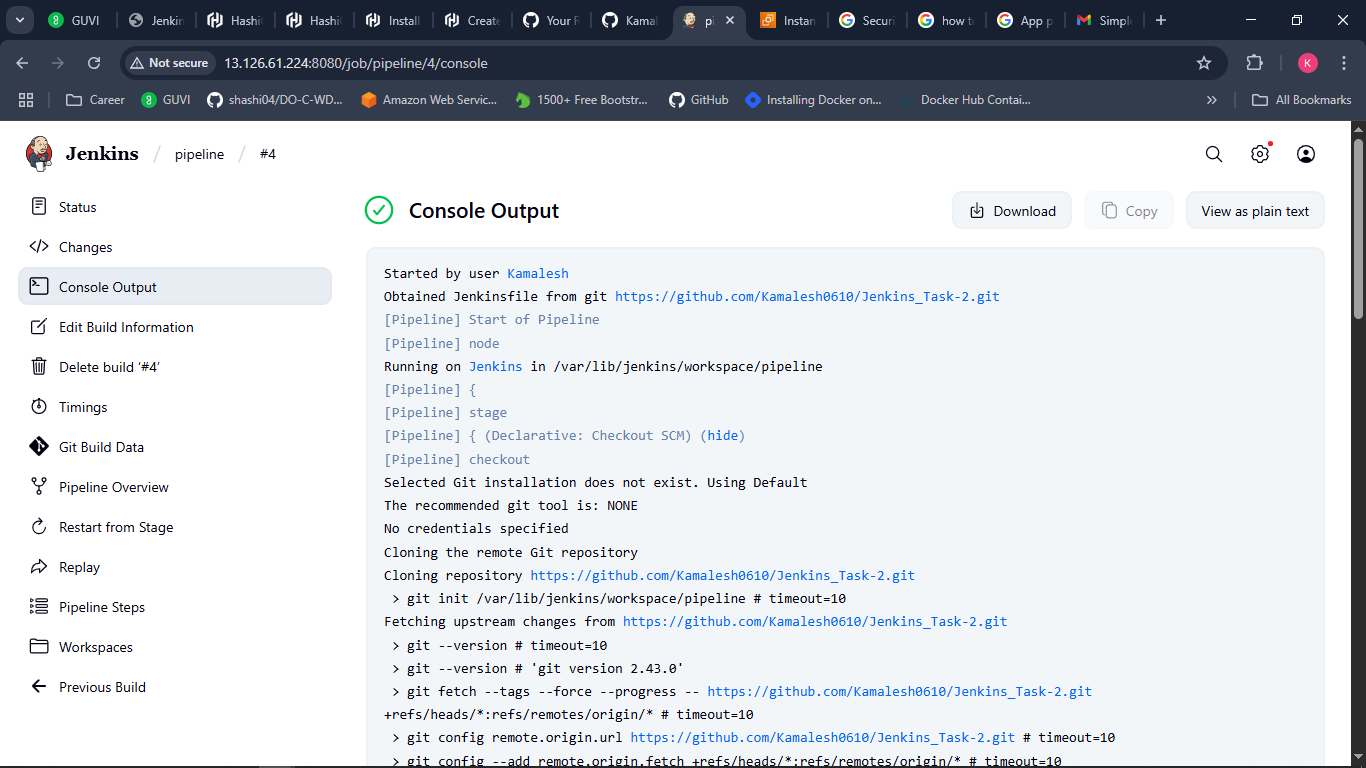 GUVI
Jenkin
Hashi
Hashi
Install
Create
Your R
Kamal
pi
Instan
Securi
how to
App p
Simple
Not secure
13.126.61.224:8080/job/pipeline/4/console
K
Career
GUVI
shashi04/DO-C-WD...
Amazon Web Servic...
1500+ Free Bootstr...
GitHub
Installing Docker on...
Docker Hub Contai...
»
All Bookmarks
Jenkins / pipeline / #4
Status
Changes
Console Output
Edit Build Information
Delete build ‘#4’
Timings
Git Build Data
Pipeline Overview
Restart from Stage
Replay
Pipeline Steps
Workspaces
Previous Build
Console Output
Download
Copy
View as plain text
Started by user Kamalesh
Obtained Jenkinsfile from git https://github.com/Kamalesh0610/Jenkins_Task-2.git
[Pipeline] Start of Pipeline
[Pipeline] node
Running on Jenkins in /var/lib/jenkins/workspace/pipeline
[Pipeline] {
[Pipeline] stage
[Pipeline] { (Declarative: Checkout SCM) (hide)
[Pipeline] checkout
Selected Git installation does not exist. Using Default
The recommended git tool is: NONE
No credentials specified
Cloning the remote Git repository
Cloning repository https://github.com/Kamalesh0610/Jenkins_Task-2.git
> git init /var/lib/jenkins/workspace/pipeline # timeout=10
Fetching upstream changes from https://github.com/Kamalesh0610/Jenkins_Task-2.git
> git --version # timeout=10
> git --version # 'git version 2.43.0'
> git fetch --tags --force --progress -- https://github.com/Kamalesh0610/Jenkins_Task-2.git
+refs/heads/*:refs/remotes/origin/* # timeout=10
> git config remote.origin.url https://github.com/Kamalesh0610/Jenkins_Task-2.git # timeout=10
> git config --add remote.origin.fetch +refs/heads/*:refs/remotes/origin/* # timeout=10